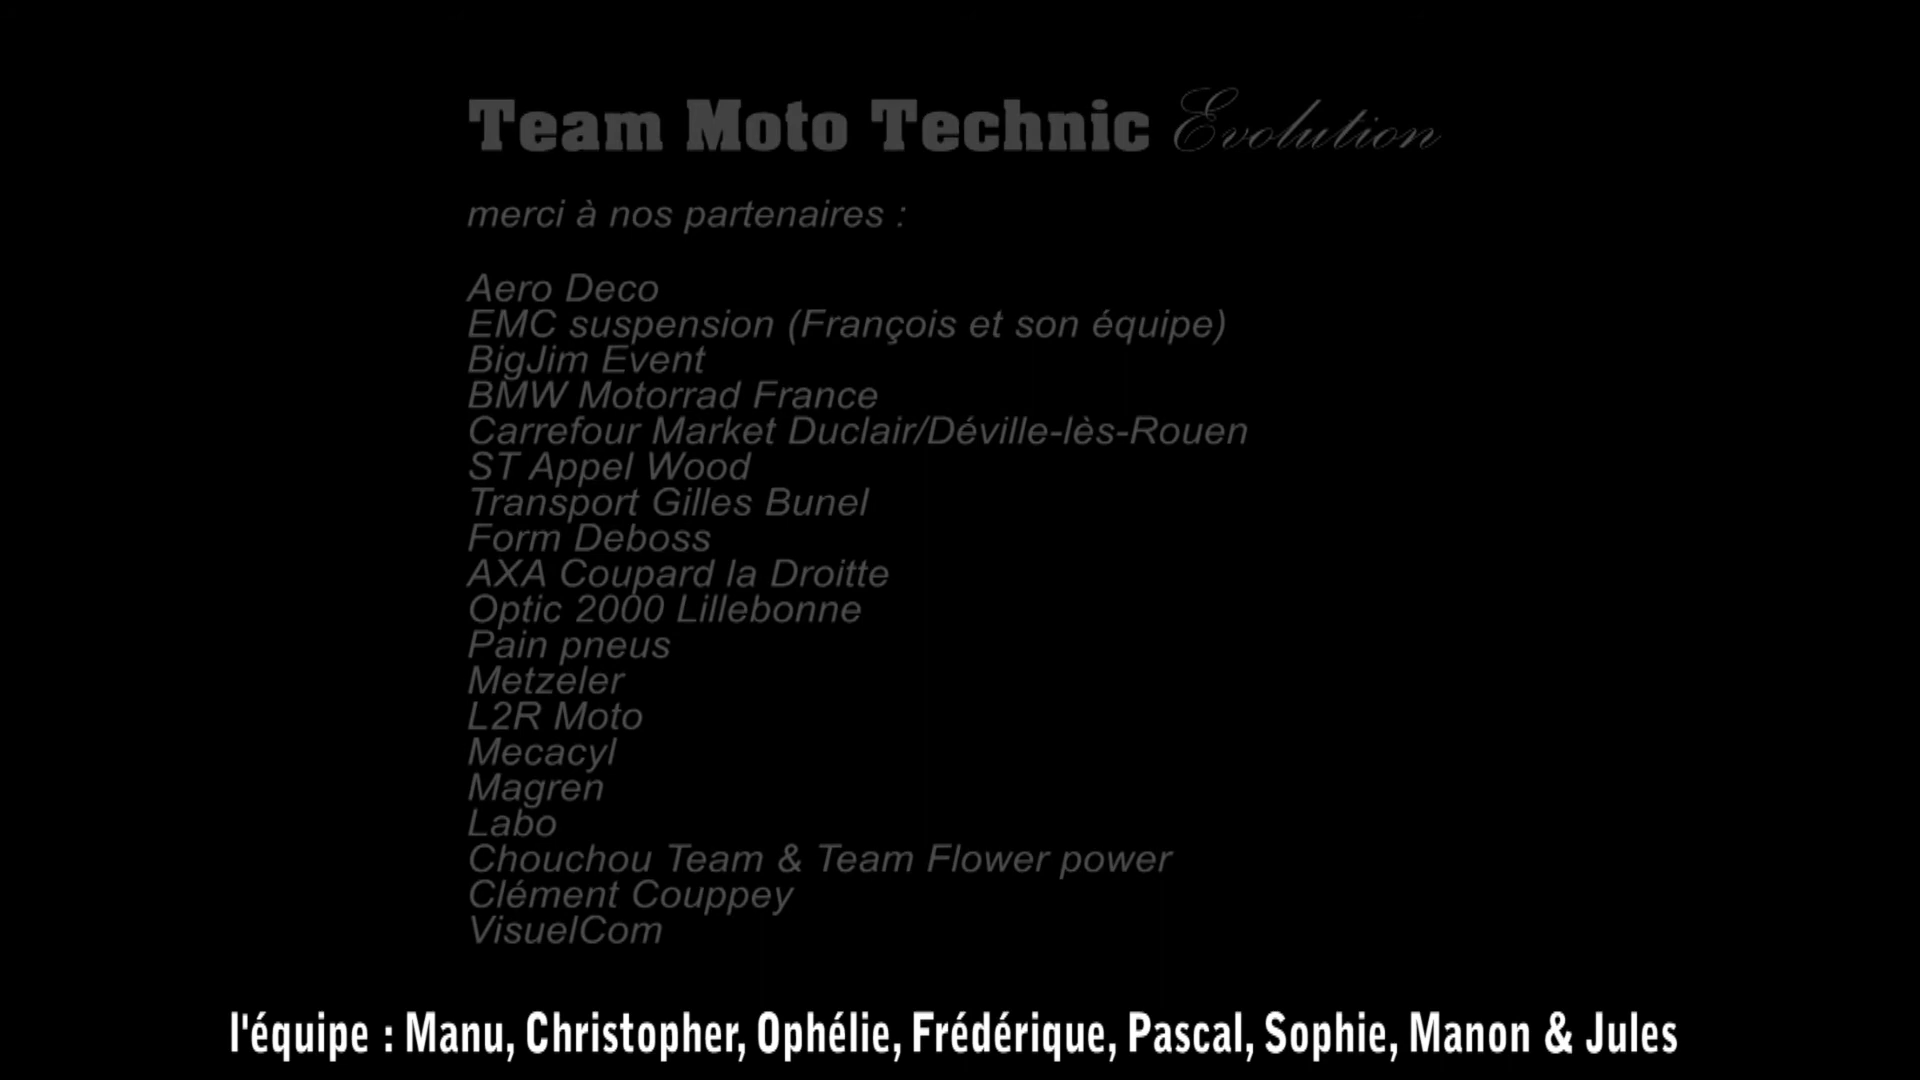 Team Moto Technic Evolution
merci à nos partenaires :
Aero Deco
EMC suspension (François et son équipe)
BigJim Event
BMW Motorrad France
Carrefour Market Duclair/Déville-lès-Rouen
ST Appel Wood
Transport Gilles Bunel
Form Deboss
AXA Coupard la Droitte
Optic 2000 Lillebonne
Pain pneus
Metzeler
L2R Moto
Mecacyl
Magren
Labo
Chouchou Team & Team Flower power
Clément Couppey
VisuelCom
l'équipe : Manu, Christopher, Ophélie, Frédérique, Pascal, Sophie, Manon & Jules